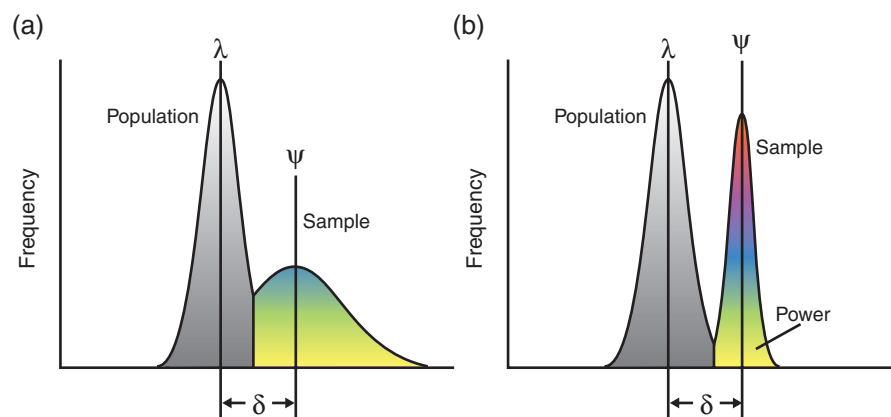 (a)
λ
Population
ψ
Sample
Frequency
δ
(b)
λ
ψ
Population
Sample
Frequency
Power
δ